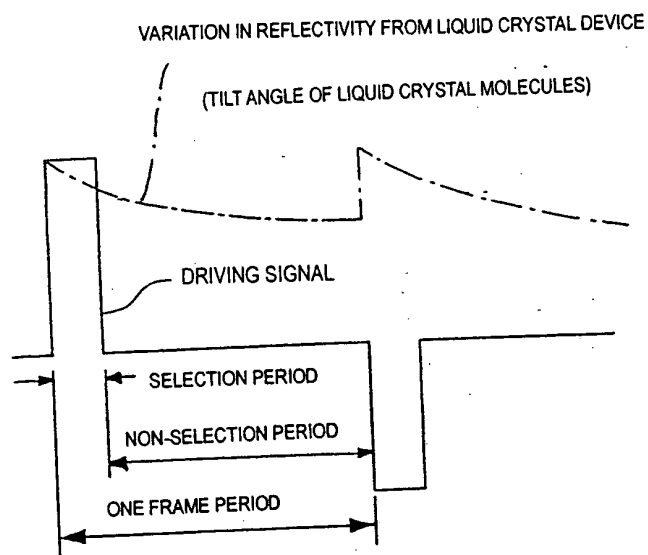 VARIATION IN REFLECTIVITY FROM LIQUID CRYSTAL DEVICE
(TILT ANGLE OF LIQUID CRYSTAL MOLECULES)
DRIVING SIGNAL
SELECTION PERIOD
NON-SELECTION PERIOD
ONE FRAME PERIOD